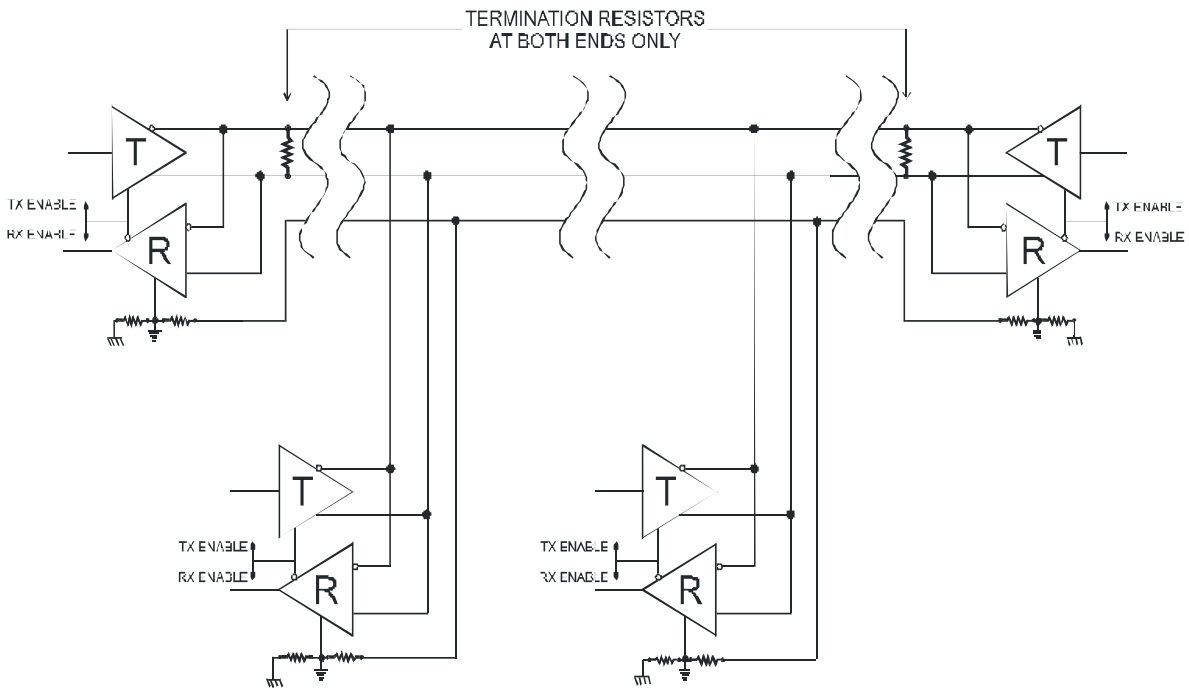 TERMINATION RESISTORS
AT BOTH ENDS ONLY
T
T
TX ENABLE
RX ENABLE
R
R
TX ENABLE
RX ENABLE
T
T
TX ENABLE
RX ENABLE
R
TX ENABLE
RX ENABLE
R